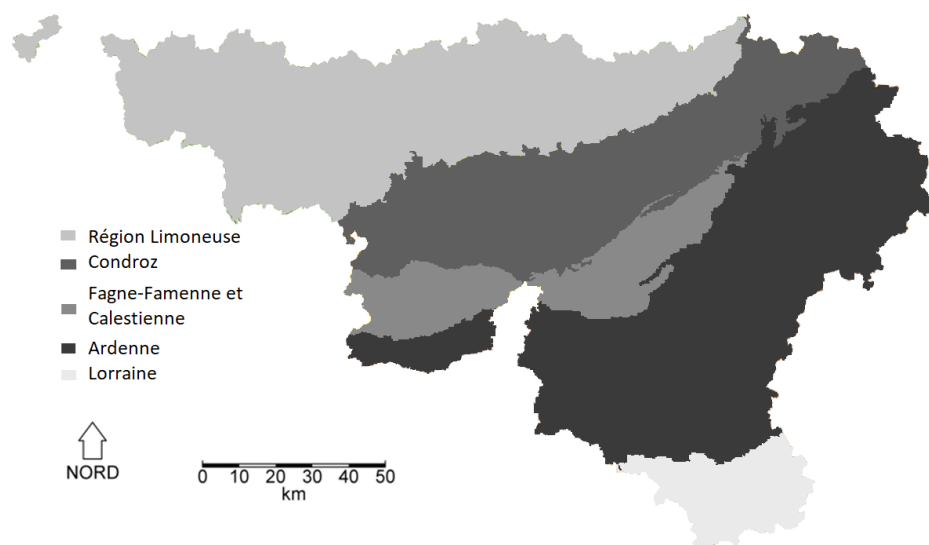 Région Limoneuse
Condroz
Fagne-Famenne et
Calestienne
Ardenne
Lorraine
NORD
0 10 20 30 40 50
km